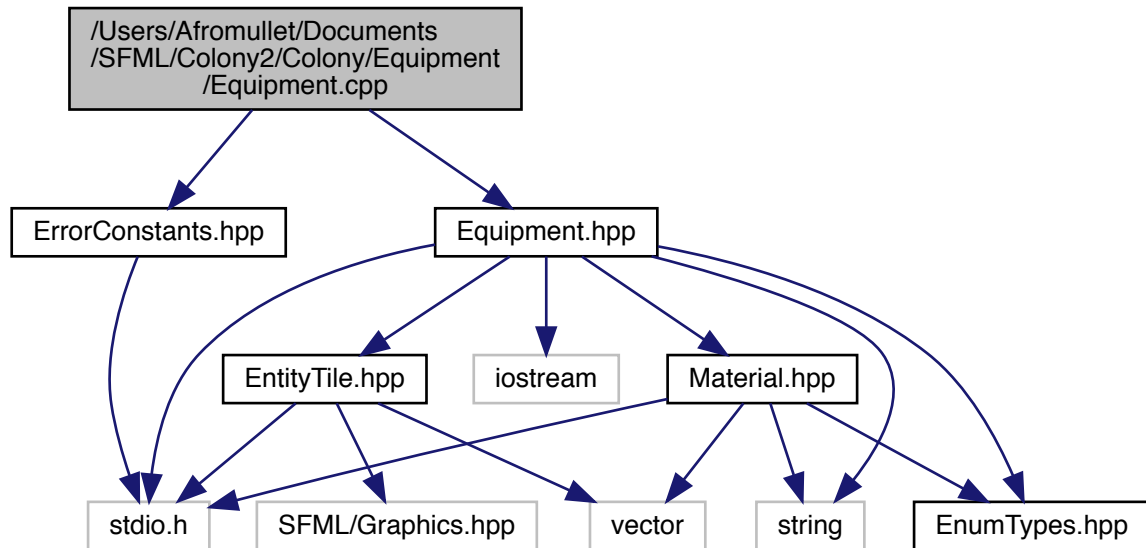 /Users/Afromullet/Documents
/SFML/Colony2/Colony/Equipment
/Equipment.cpp
ErrorConstants.hpp
Equipment.hpp
EntityTile.hpp
iostream
Material.hpp
stdio.h
SFML/Graphics.hpp
vector
string
EnumTypes.hpp